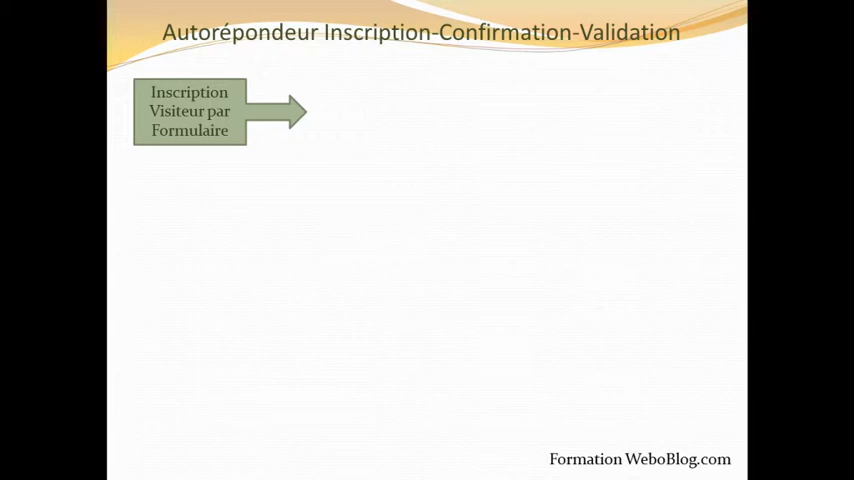 Autorépondeur Inscription-Confirmation-Validation
Inscription
Visiteur par
Formulaire
Formation WeboBlog.com